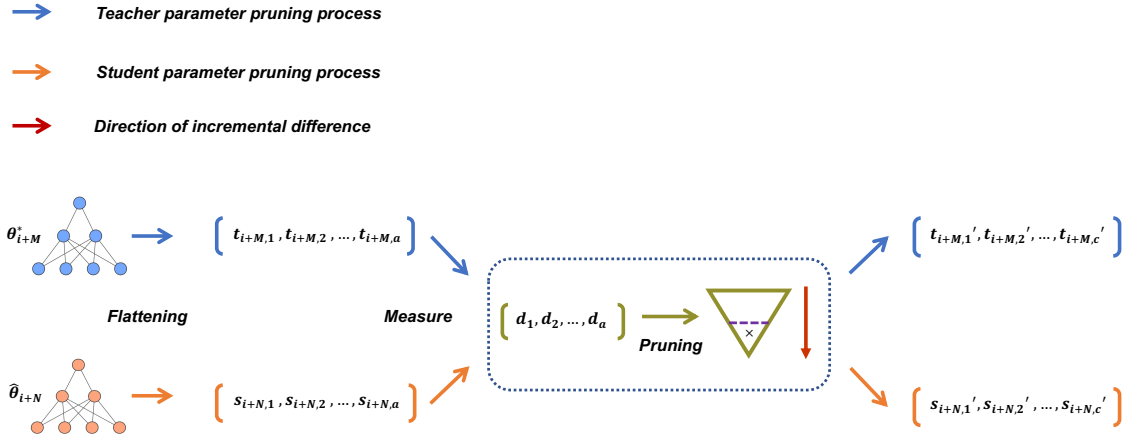 Teacher parameter pruning process
Student parameter pruning process
Direction of incremental difference
θ*i+M
[ ti+M,1 , ti+M,2 , ..., ti+M,a ]
[ ti+M,1′, ti+M,2′, ..., ti+M,c′ ]
Flattening
Measure
[ d1, d2, ..., da ]
Pruning
×
θ̂i+N
[ si+N,1 , si+N,2 , ..., si+N,a ]
[ si+N,1′, si+N,2′, ..., si+N,c′ ]